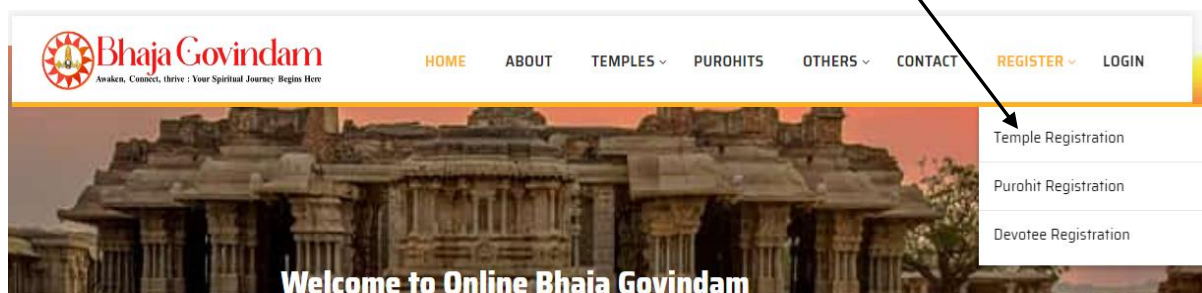 Bhaja Govindam
Awaken, Connect, thrive : Your Spiritual Journey Begins Here
HOME ABOUT TEMPLES PUROHITS OTHERS CONTACT REGISTER LOGIN
Temple Registration
Purohit Registration
Devotee Registration
Welcome to Online Bhaja Govindam